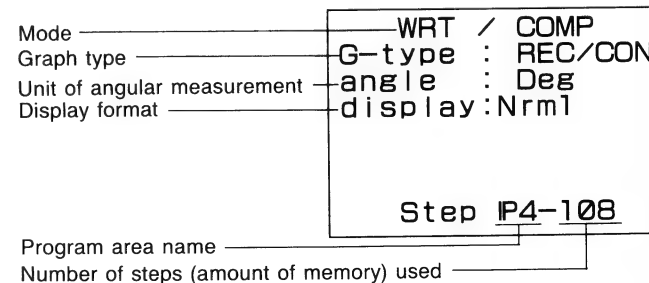 Mode
WRT / COMP
Graph type
G-type : REC/CON
Unit of angular measurement
angle : Deg
Display format
display:Nrm1
Step P4-108
Program area name
Number of steps (amount of memory) used